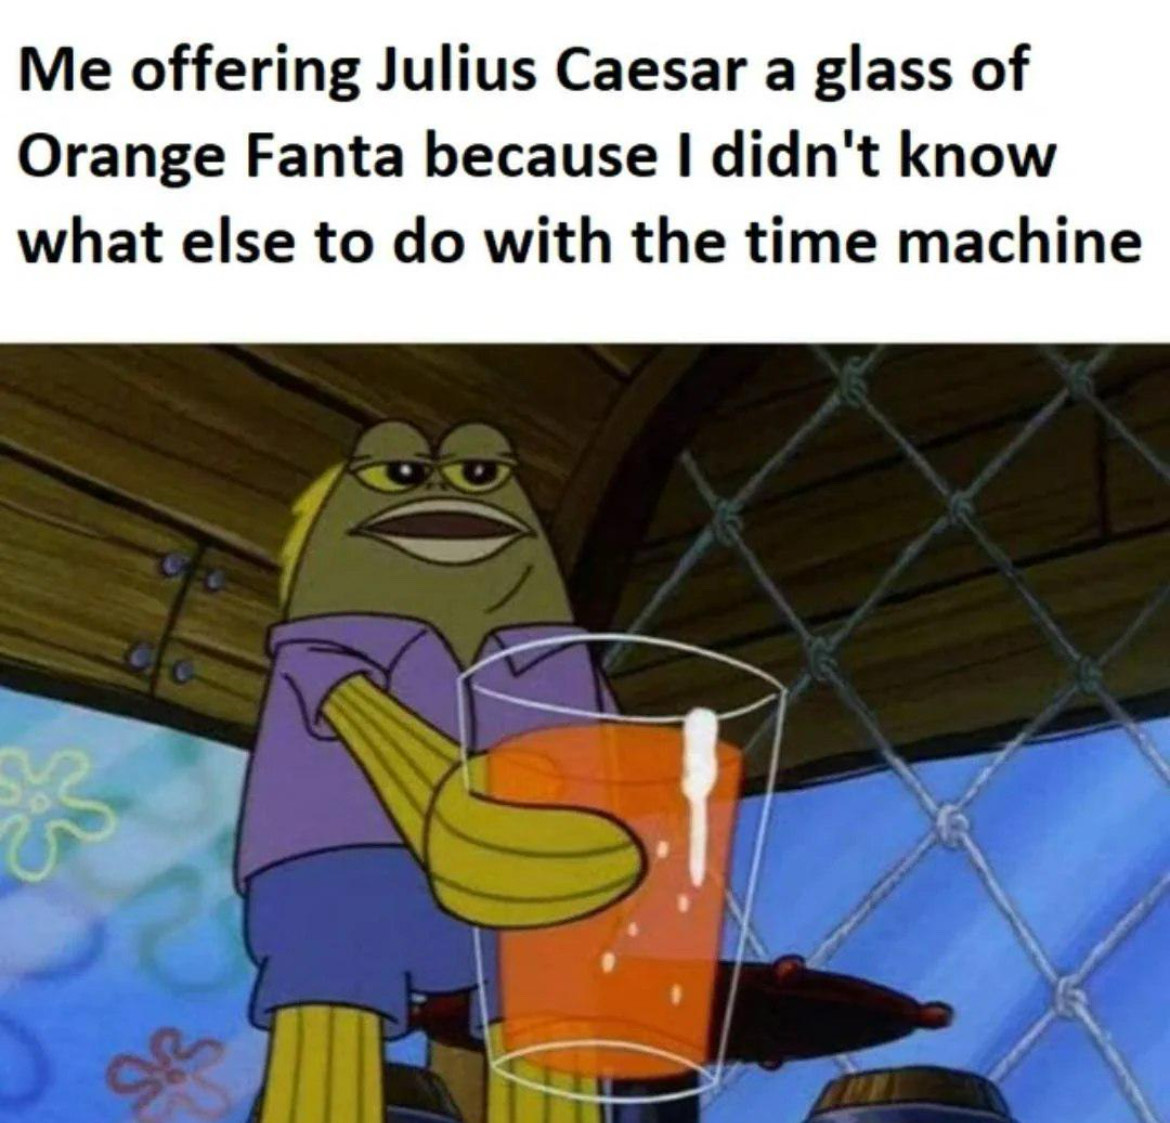 Me offering Julius Caesar a glass of
Orange Fanta because I didn't know
what else to do with the time machine